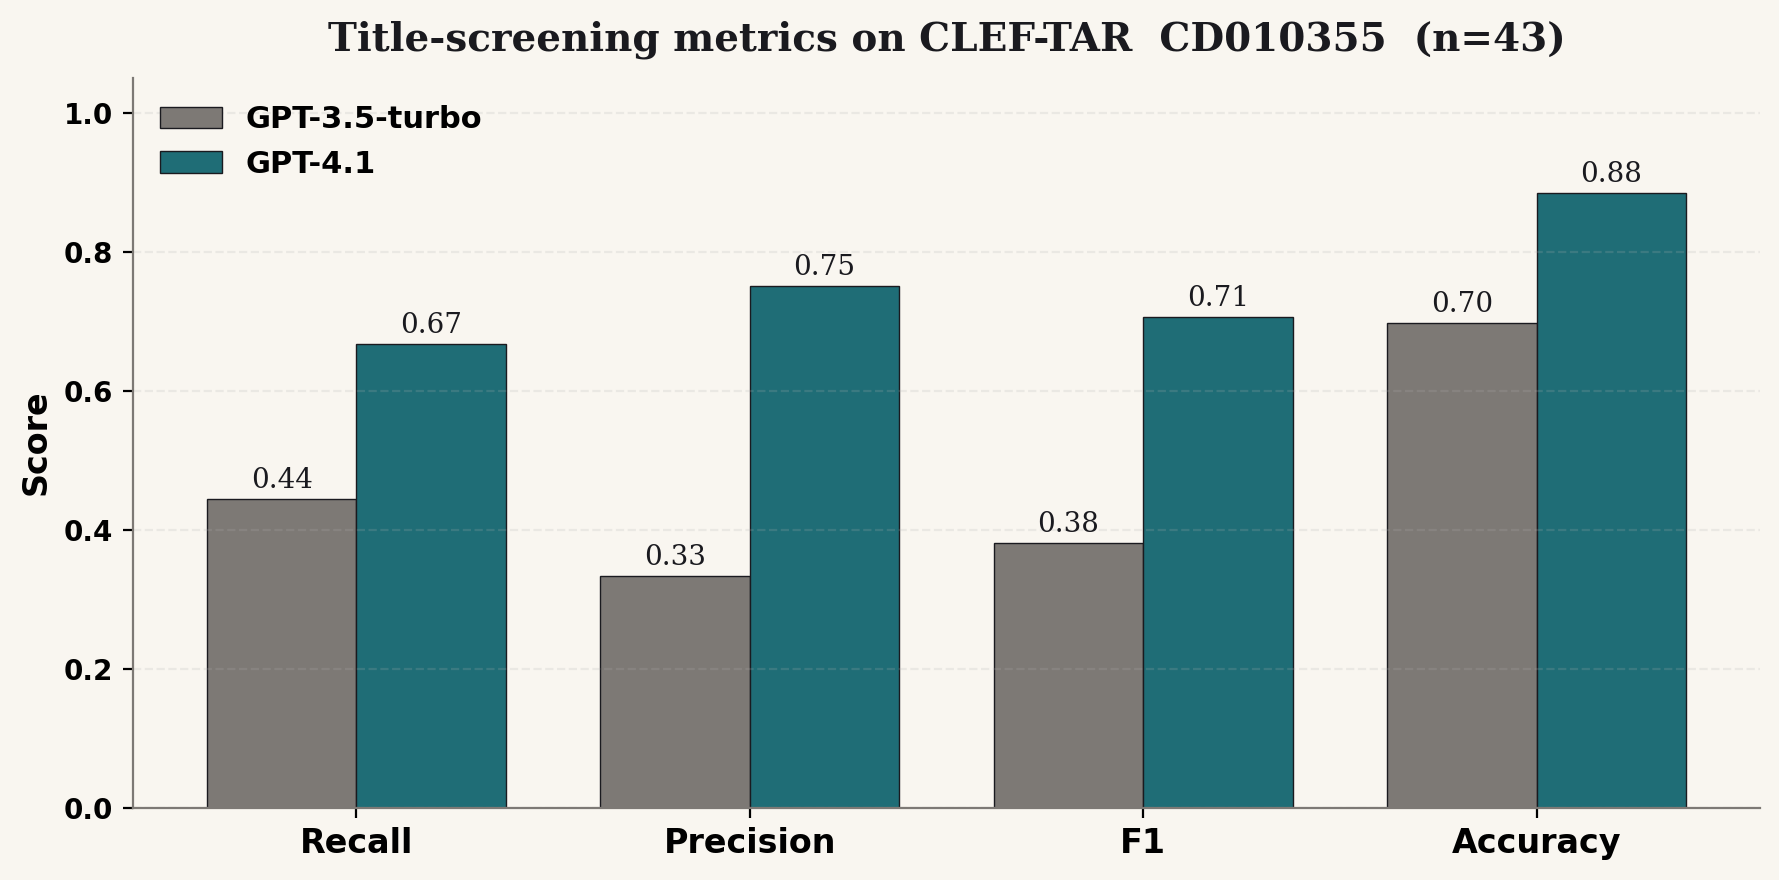 Title-screening metrics on CLEF-TAR  CD010355  (n=43)
GPT-3.5-turbo
GPT-4.1
Score
1.0
0.8
0.6
0.4
0.2
0.0
0.44
0.67
0.33
0.75
0.38
0.71
0.70
0.88
Recall
Precision
F1
Accuracy